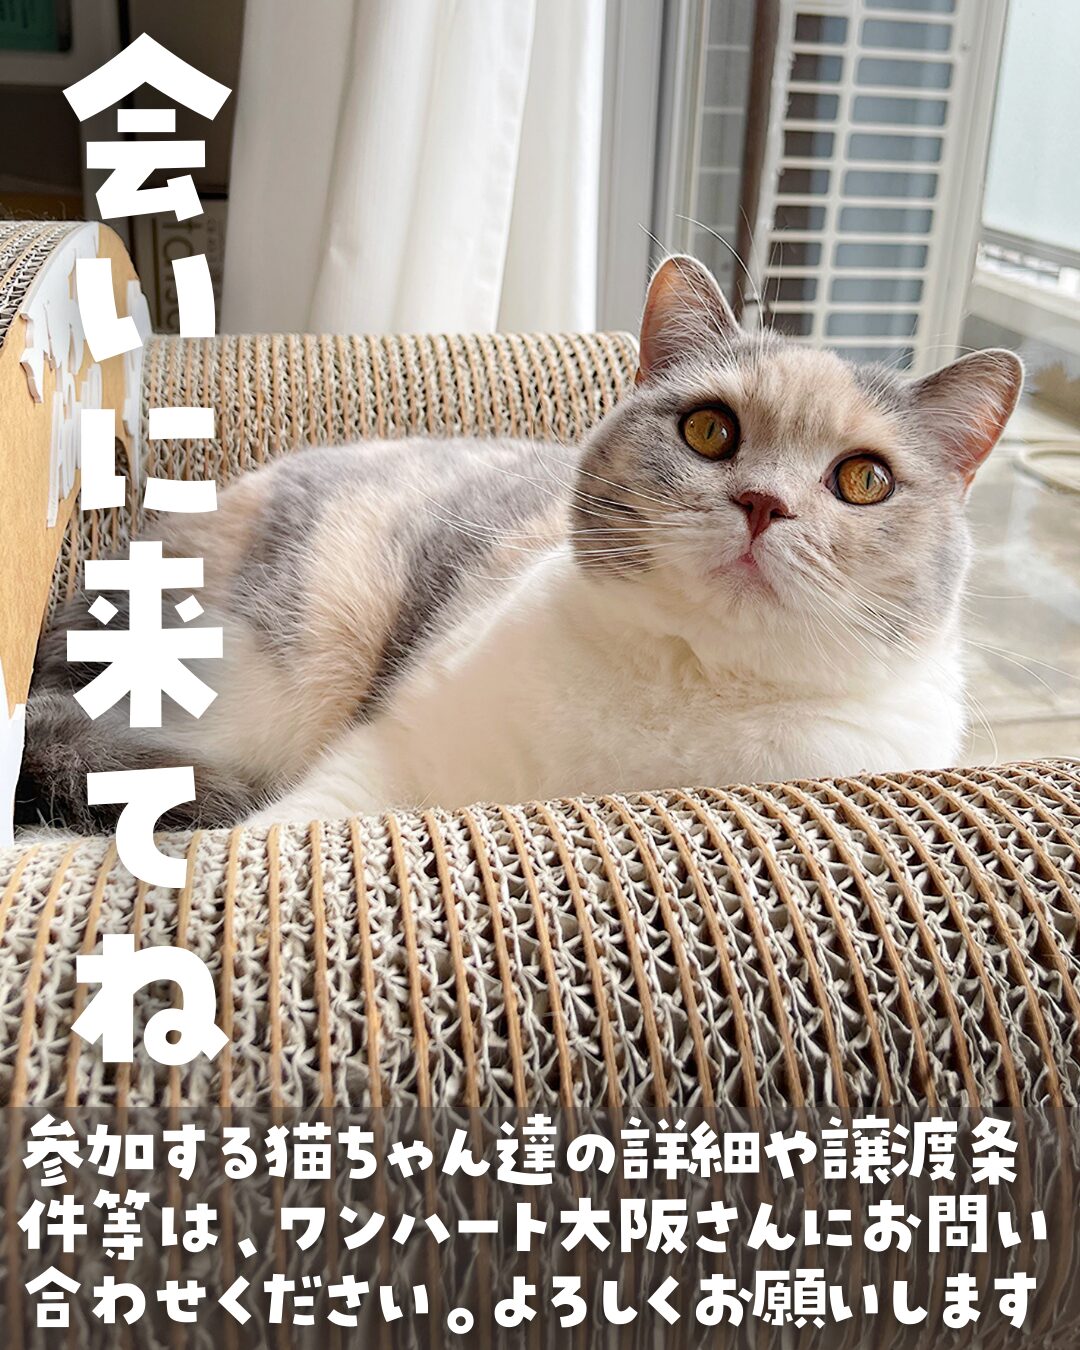 会いに来てね
参加する猫ちゃん達の詳細や譲渡条
件等は、ワンハート大阪さんにお問い
合わせください。よろしくお願いします